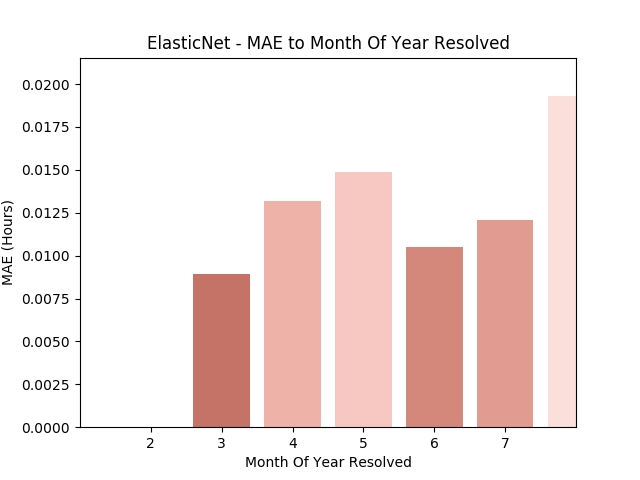 ElasticNet - MAE to Month Of Year Resolved
0.0200
0.0175
0.0150
0.0125
0.0100
0.0075
0.0050
0.0025
0.0000
MAE (Hours)
2 3 4 5 6 7
Month Of Year Resolved